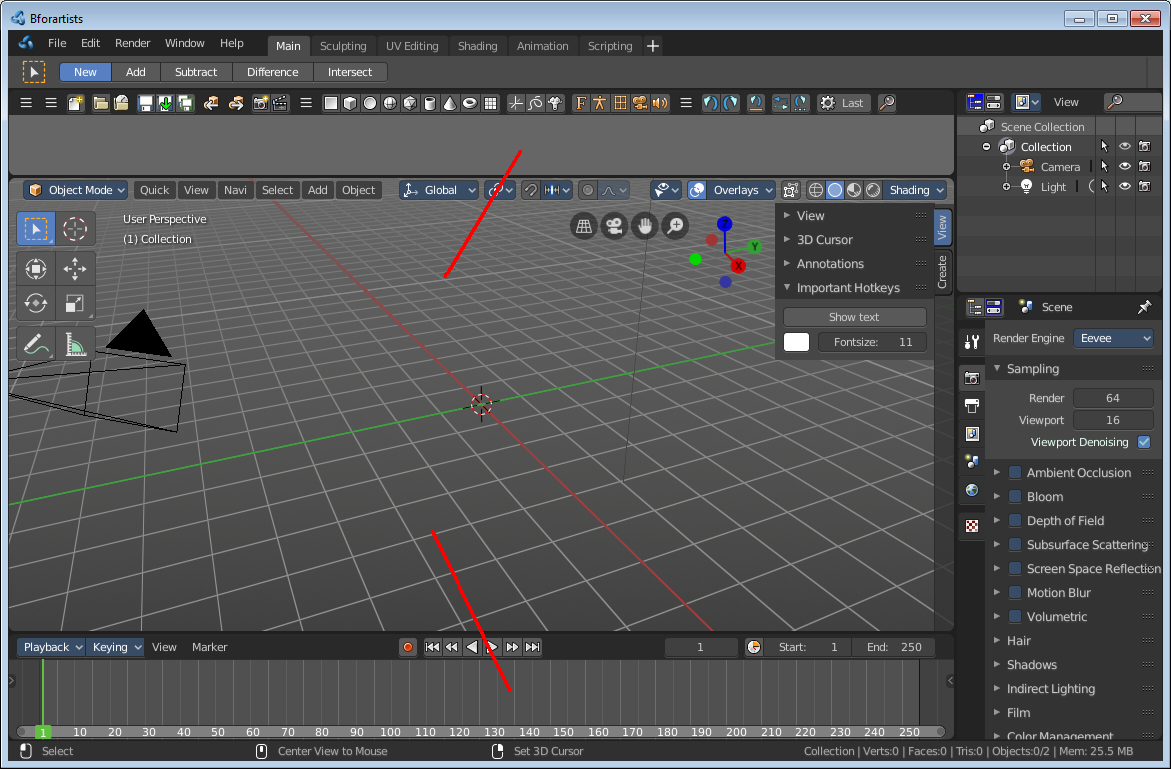 Bforartists
File Edit Render Window Help Main Sculpting UV Editing Shading Animation Scripting +
New Add Subtract Difference Intersect
F Last View
Scene Collection
Collection
Camera
Light
Object Mode Quick View Navi Select Add Object Global Overlays Shading
User Perspective
(1) Collection
Z
Y
X
View
3D Cursor
Annotations
Important Hotkeys
Show text
Fontsize: 11
View
Create
Scene
Render Engine Eevee
Sampling
Render 64
Viewport 16
Viewport Denoising
Ambient Occlusion
Bloom
Depth of Field
Subsurface Scattering
Screen Space Reflection
Motion Blur
Volumetric
Hair
Shadows
Indirect Lighting
Film
Color Management
Playback Keying View Marker 1 Start: 1 End: 250
1 10 20 30 40 50 60 70 80 90 100 110 120 130 140 150 160 170 180 190 200 210 220 230 240 250
Select Center View to Mouse Set 3D Cursor Collection | Verts:0 | Faces:0 | Tris:0 | Objects:0/2 | Mem: 25.5 MB